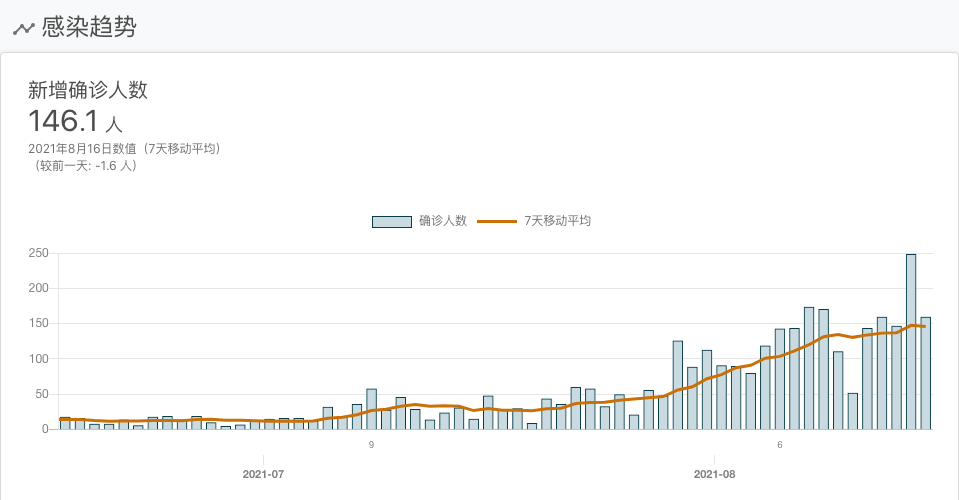 感染趋势
新增确诊人数
146.1 人
2021年8月16日数值（7天移动平均）
（较前一天: -1.6 人）
确诊人数 7天移动平均
250
200
150
100
50
0
9 6
2021-07 2021-08